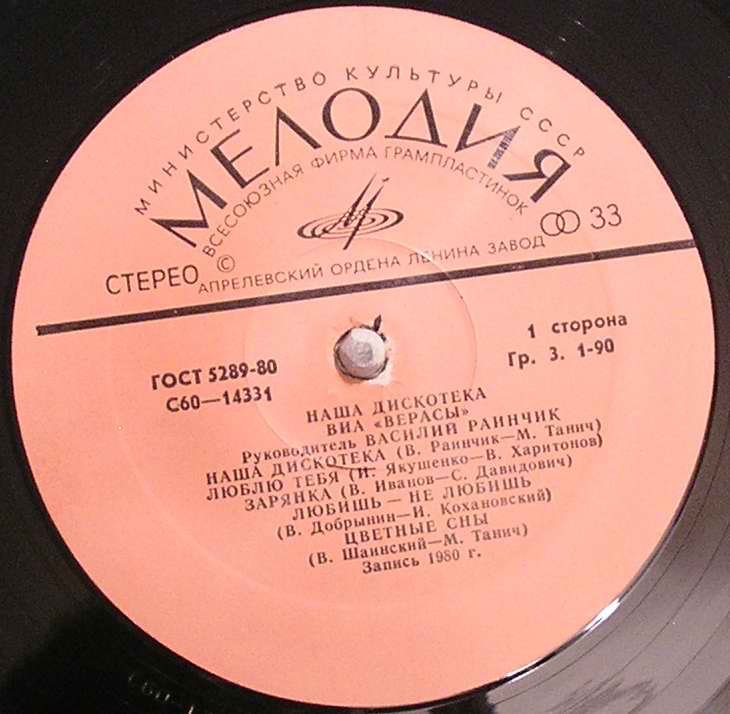 МИНИСТЕРСТВО КУЛЬТУРЫ СССР
МЕЛОДИЯ
ВСЕСОЮЗНАЯ ФИРМА ГРАМПЛАСТИНОК
СТЕРЕО © 33
АПРЕЛЕВСКИЙ ОРДЕНА ЛЕНИНА ЗАВОД
ГОСТ 5289-80
С60—14331
1 сторона
Гр. 3. 1-90
НАША ДИСКОТЕКА
ВИА «ВЕРАСЫ»
Руководитель ВАСИЛИЙ РАИНЧИК
НАША ДИСКОТЕКА (В. Раинчик—М. Танич)
ЛЮБЛЮ ТЕБЯ (И. Якушенко—В. Харитонов)
ЗАРЯНКА (В. Иванов—С. Давидович)
ЛЮБИШЬ — НЕ ЛЮБИШЬ
(В. Добрынин—И. Кохановский)
ЦВЕТНЫЕ СНЫ
(В. Шаинский—М. Танич)
Запись 1980 г.